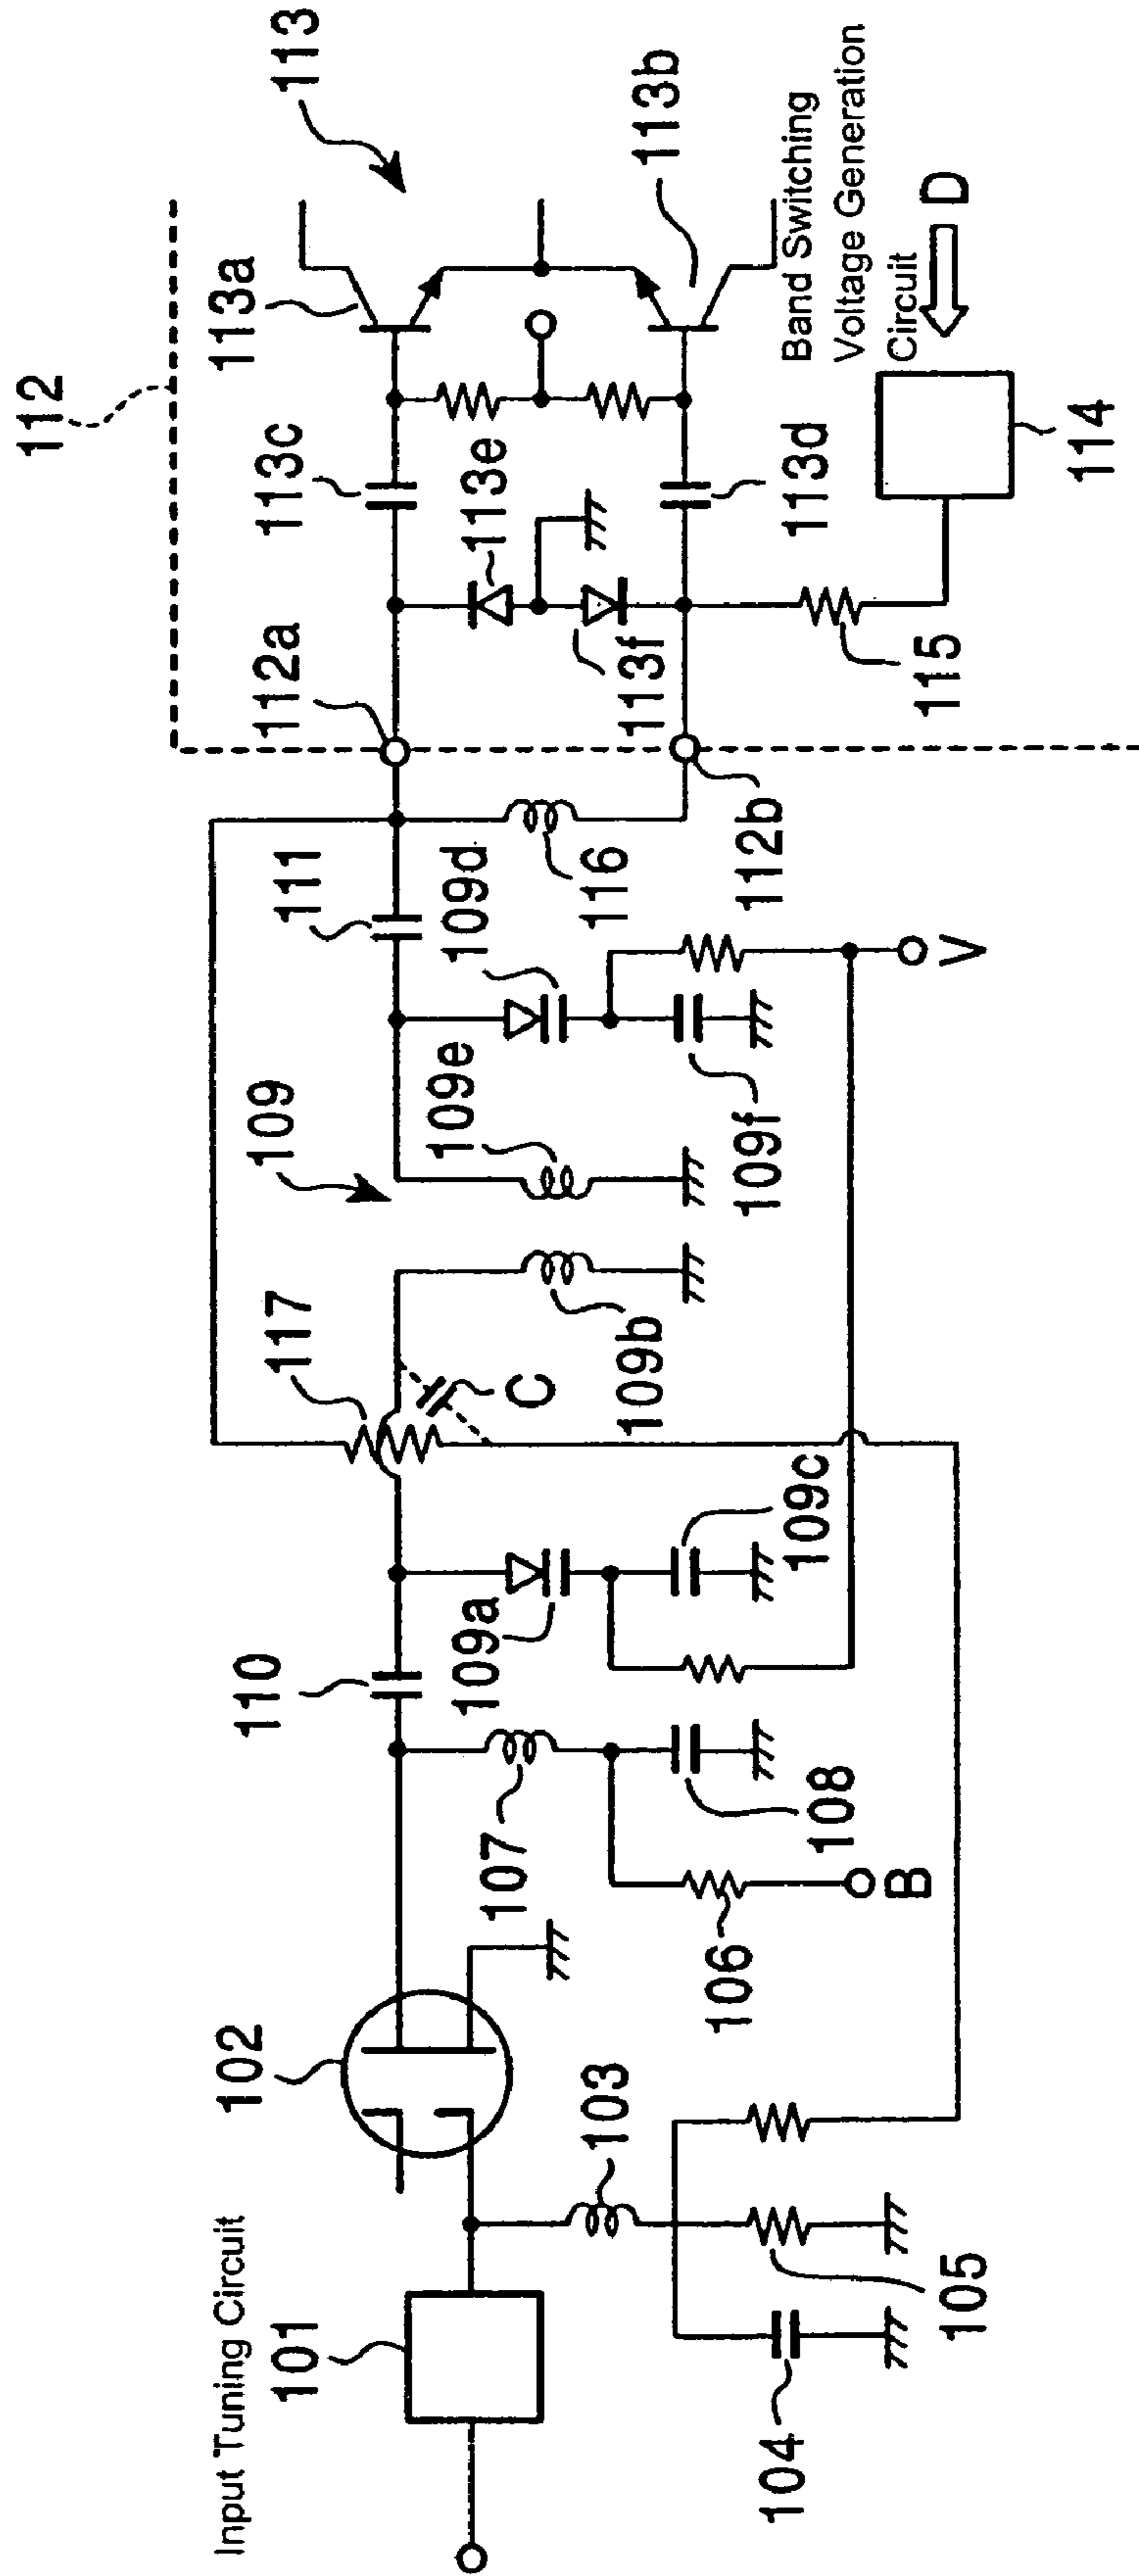 Input Tuning Circuit
101
102
103
104
105
106
B
107
108
110
109a
109c
117
C
109b
109
109e
109f
111
109d
116
V
112
112a
112b
113c
113e
113f
113d
115
113a
113
113b
Band Switching
Voltage Generation
Circuit
D
114